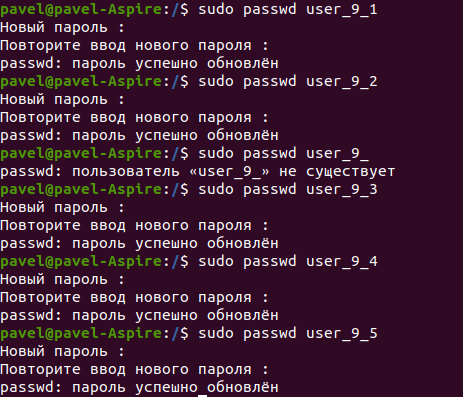 pavel@pavel-Aspire:/$ sudo passwd user_9_1
Новый пароль :
Повторите ввод нового пароля :
passwd: пароль успешно обновлён
pavel@pavel-Aspire:/$ sudo passwd user_9_2
Новый пароль :
Повторите ввод нового пароля :
passwd: пароль успешно обновлён
pavel@pavel-Aspire:/$ sudo passwd user_9_
passwd: пользователь «user_9_» не существует
pavel@pavel-Aspire:/$ sudo passwd user_9_3
Новый пароль :
Повторите ввод нового пароля :
passwd: пароль успешно обновлён
pavel@pavel-Aspire:/$ sudo passwd user_9_4
Новый пароль :
Повторите ввод нового пароля :
passwd: пароль успешно обновлён
pavel@pavel-Aspire:/$ sudo passwd user_9_5
Новый пароль :
Повторите ввод нового пароля :
passwd: пароль успешно обновлён